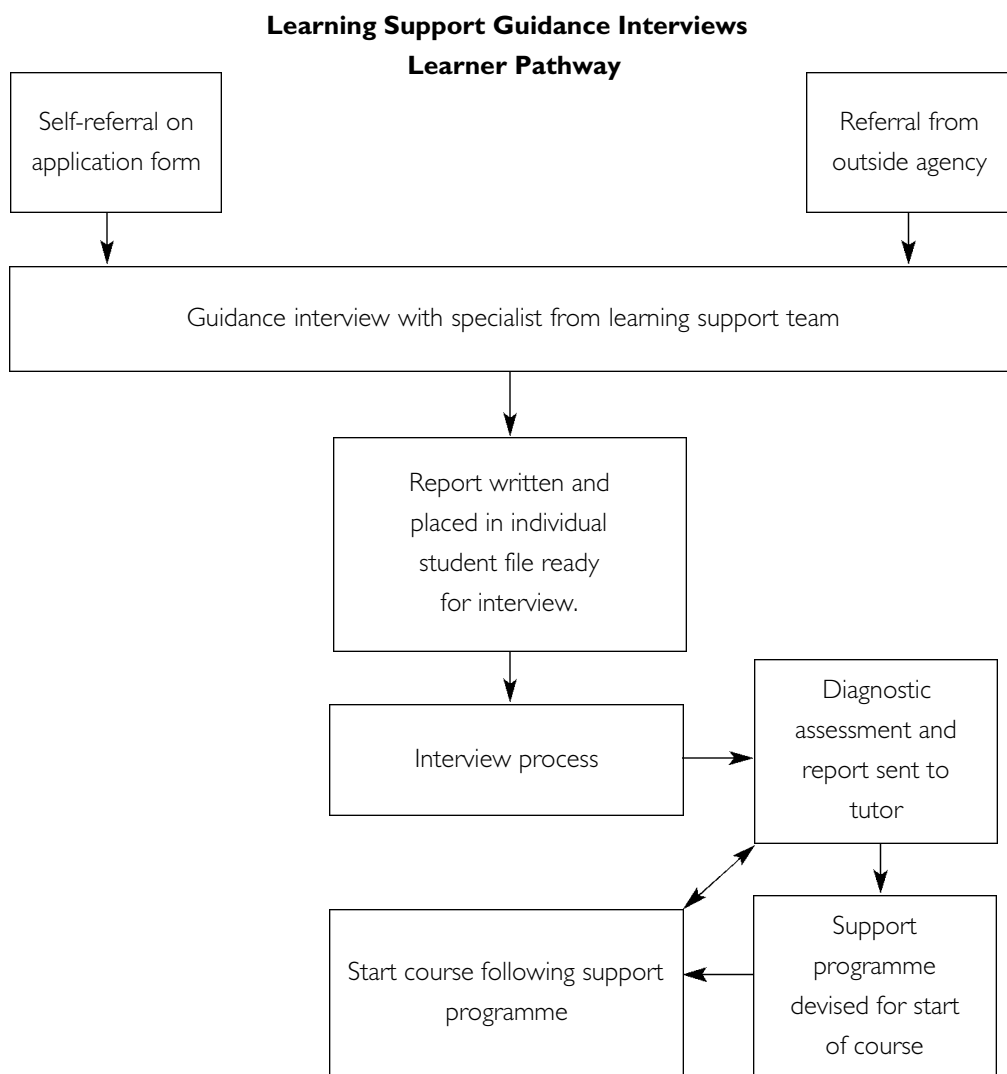 Learning Support Guidance Interviews
Learner Pathway
Self-referral on
application form
Referral from
outside agency
Guidance interview with specialist from learning support team
Report written and
placed in individual
student file ready
for interview.
Interview process
Diagnostic
assessment and
report sent to
tutor
Start course following support
programme
Support
programme
devised for start
of course